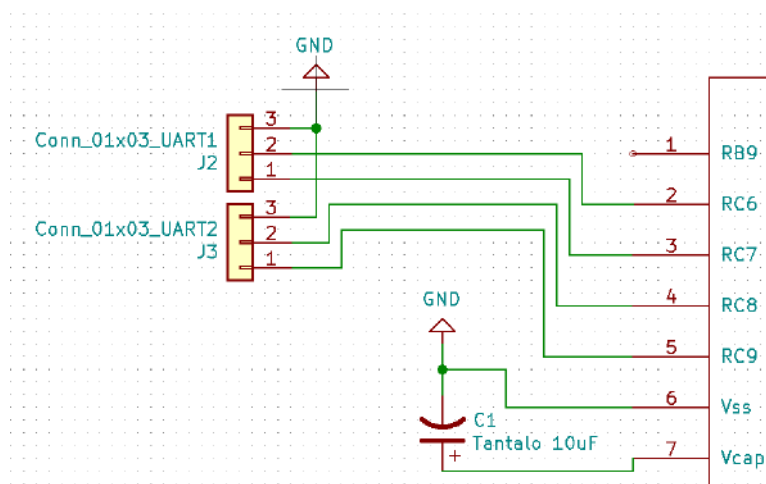 GND
Conn_01x03_UART1
J2
3
2
1
Conn_01x03_UART2
J3
3
2
1
GND
C1
Tantalo 10uF
+
1 RB9
2 RC6
3 RC7
4 RC8
5 RC9
6 Vss
7 Vcap